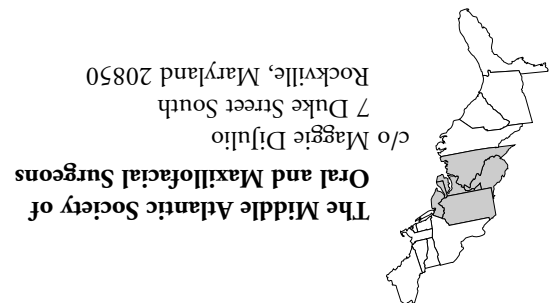 The Middle Atlantic Society of
Oral and Maxillofacial Surgeons
c/o Maggie DiJulio
7 Duke Street South
Rockville, Maryland 20850